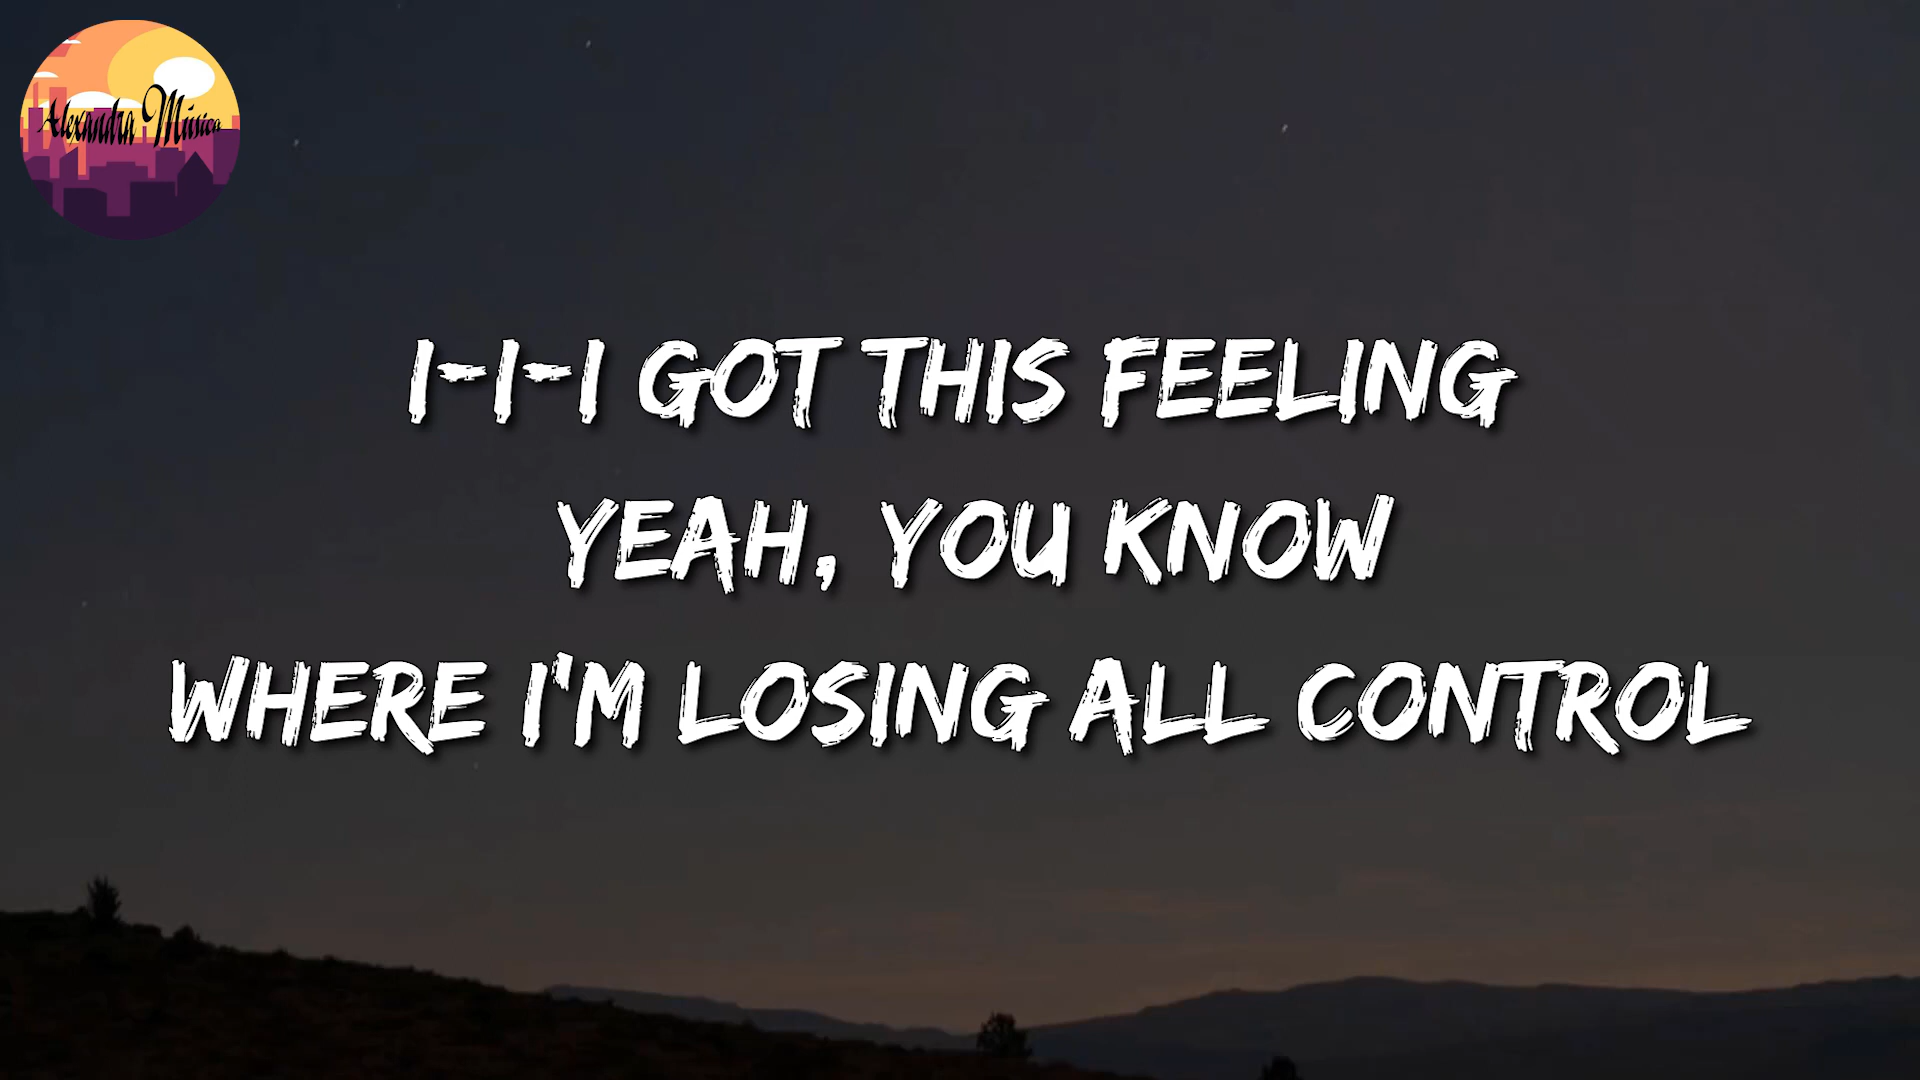 Alexandra Música
I-I-I GOT THIS FEELING
YEAH, YOU KNOW
WHERE I'M LOSING ALL CONTROL